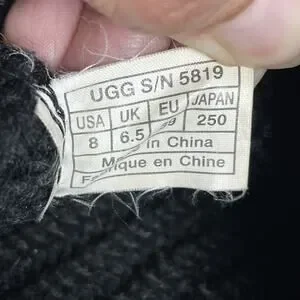 UGG S/N 5819
USA UK EU JAPAN
8 6.5 250
in China
en Chine